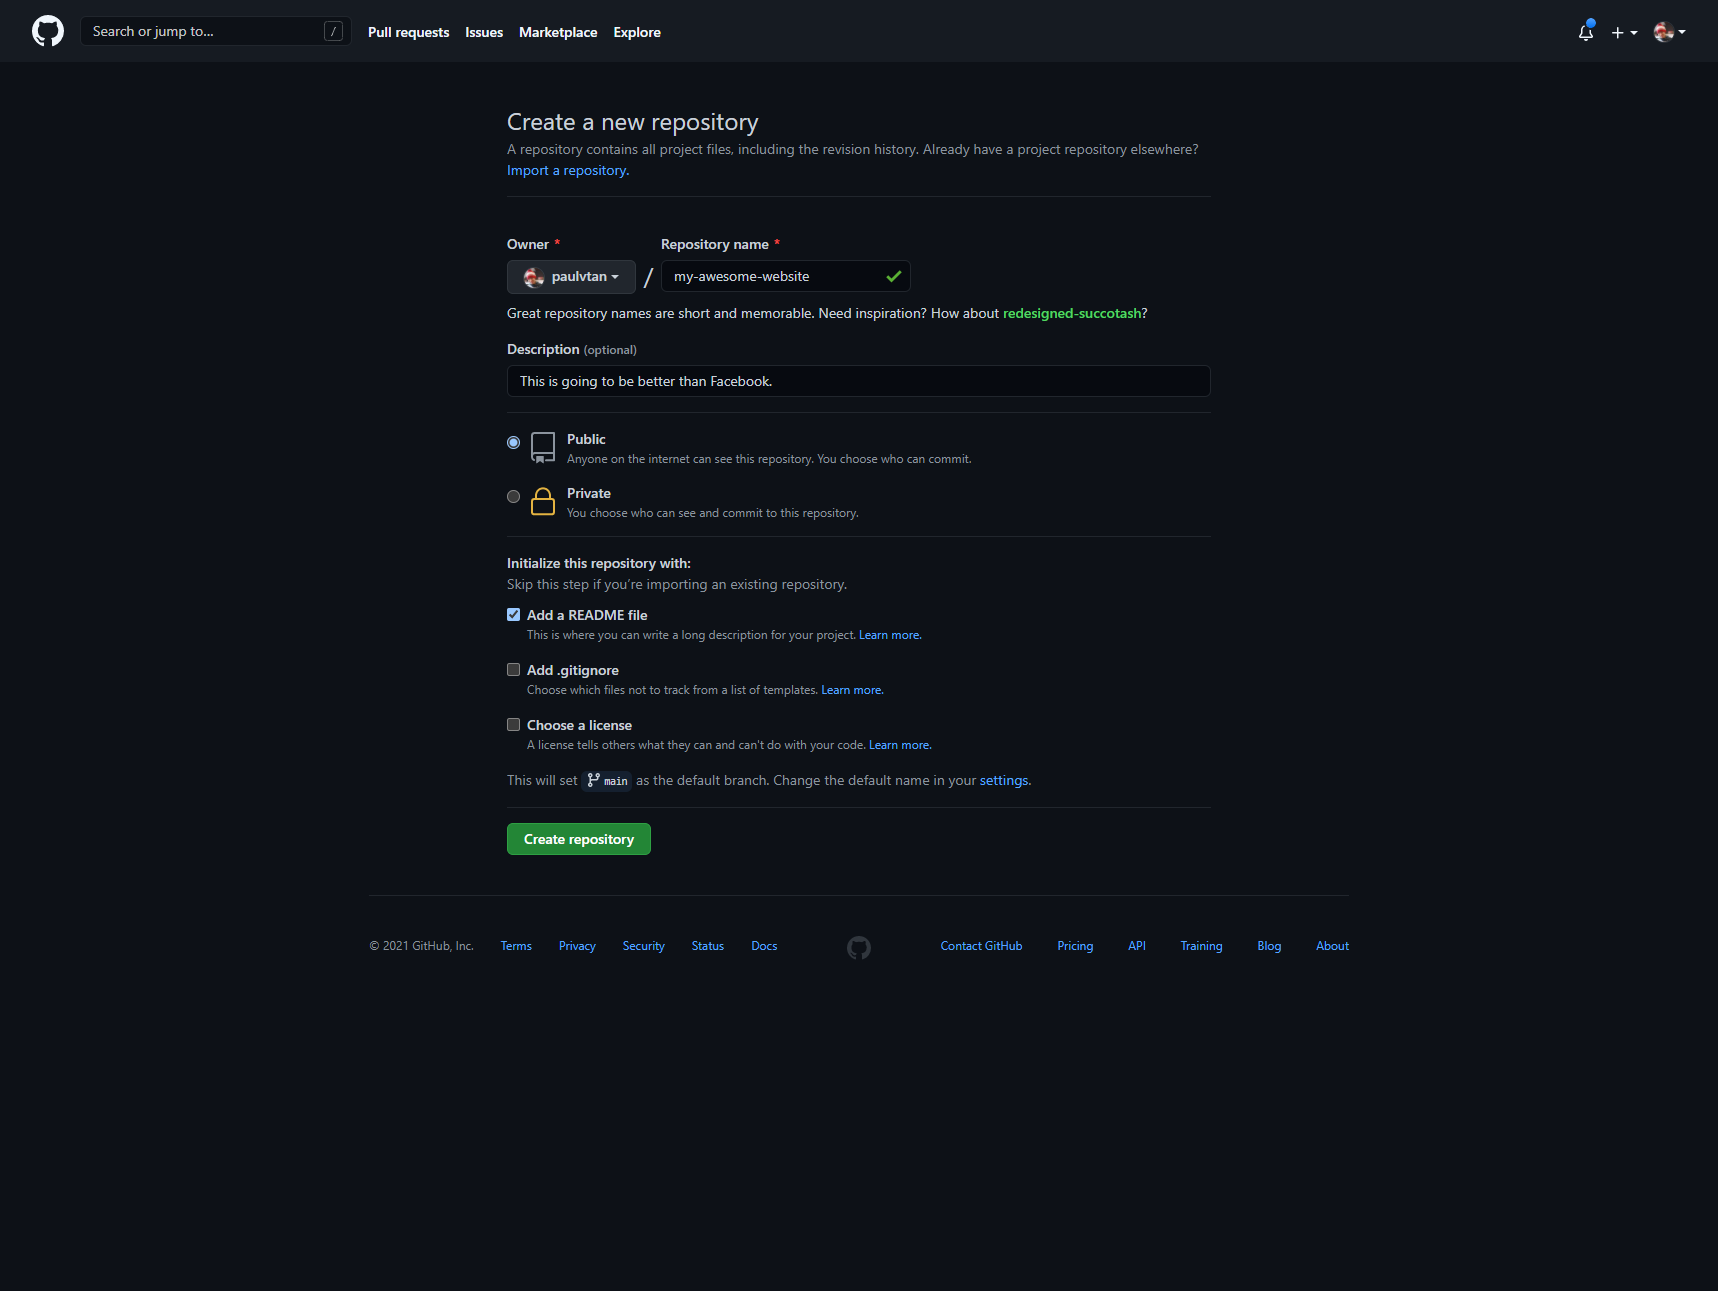 Search or jump to... /
Pull requests Issues Marketplace Explore
Create a new repository
A repository contains all project files, including the revision history. Already have a project repository elsewhere?
Import a repository.
Owner * Repository name *
paulvtan / my-awesome-website
Great repository names are short and memorable. Need inspiration? How about redesigned-succotash?
Description (optional)
This is going to be better than Facebook.
Public
Anyone on the internet can see this repository. You choose who can commit.
Private
You choose who can see and commit to this repository.
Initialize this repository with:
Skip this step if you're importing an existing repository.
Add a README file
This is where you can write a long description for your project. Learn more.
Add .gitignore
Choose which files not to track from a list of templates. Learn more.
Choose a license
A license tells others what they can and can't do with your code. Learn more.
This will set main as the default branch. Change the default name in your settings.
Create repository
© 2021 GitHub, Inc. Terms Privacy Security Status Docs Contact GitHub Pricing API Training Blog About